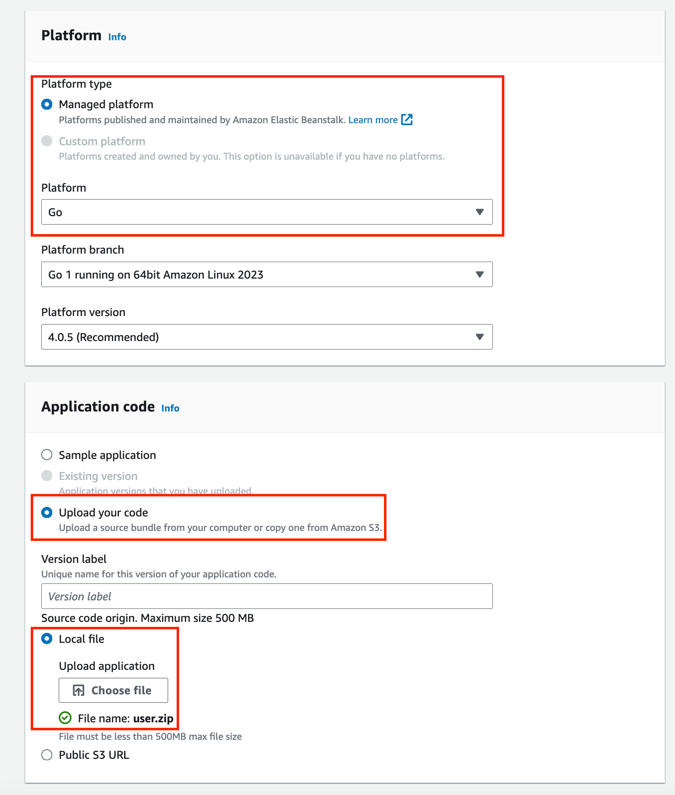 Platform Info
Platform type
Managed platform
Platforms published and maintained by Amazon Elastic Beanstalk. Learn more
Custom platform
Platforms created and owned by you. This option is unavailable if you have no platforms.
Platform
Go
Platform branch
Go 1 running on 64bit Amazon Linux 2023
Platform version
4.0.5 (Recommended)
Application code Info
Sample application
Existing version
Application versions that you have uploaded.
Upload your code
Upload a source bundle from your computer or copy one from Amazon S3.
Version label
Unique name for this version of your application code.
Version label
Source code origin. Maximum size 500 MB
Local file
Upload application
Choose file
File name: user.zip
File must be less than 500MB max file size
Public S3 URL